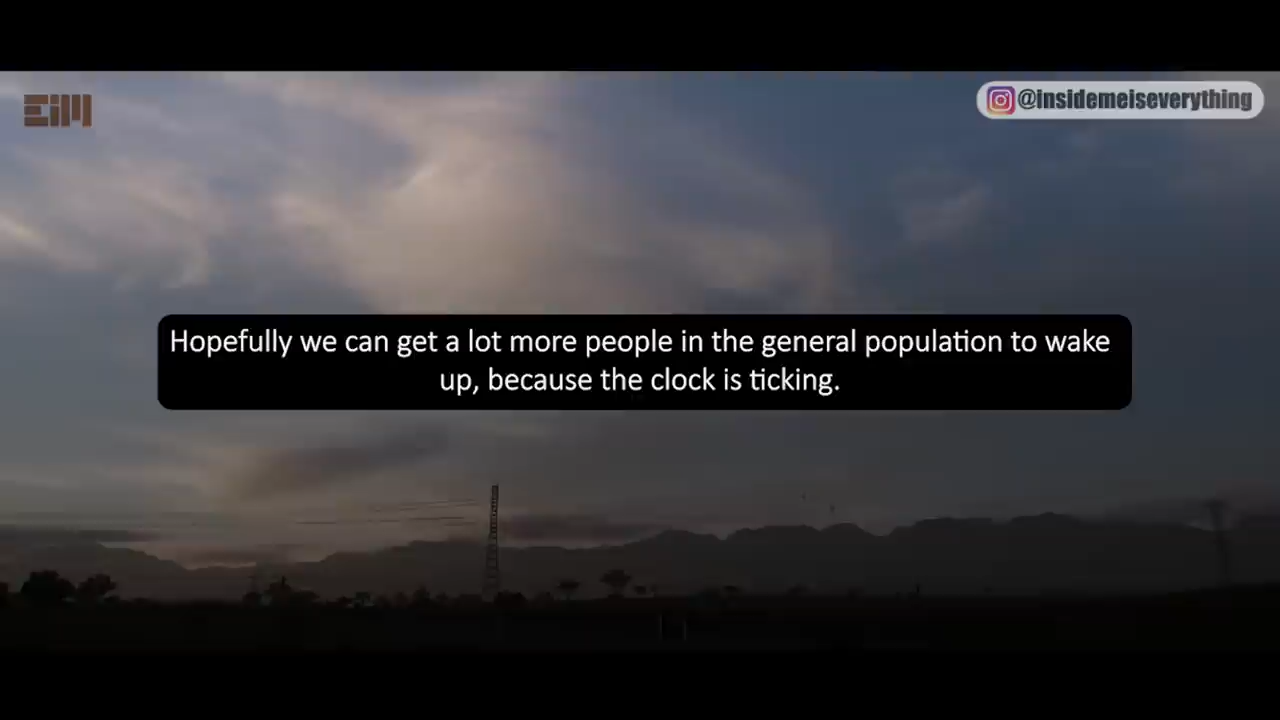 EiM
@insidemeiseverything
Hopefully we can get a lot more people in the general population to wake
up, because the clock is ticking.